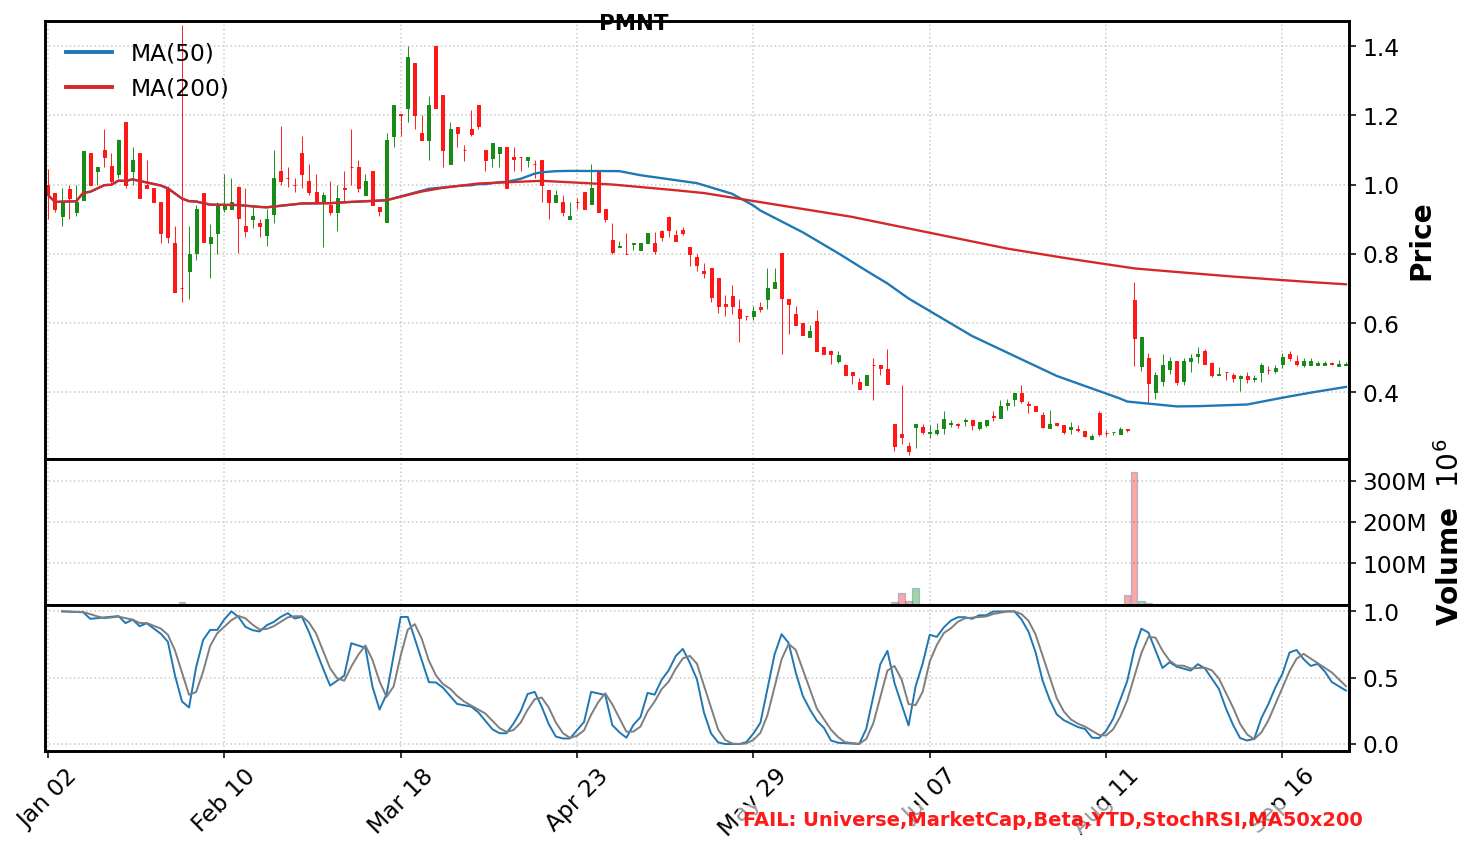 PMNT
MA(50)
MA(200)
1.4
1.2
1.0
0.8
0.6
0.4
Price
300M
200M
100M
Volume 10⁶
1.0
0.5
0.0
Jan 02
Feb 10
Mar 18
Apr 23
May 29
Jul 07
Aug 11
Sep 16
FAIL: Universe,MarketCap,Beta,YTD,StochRSI,MA50x200